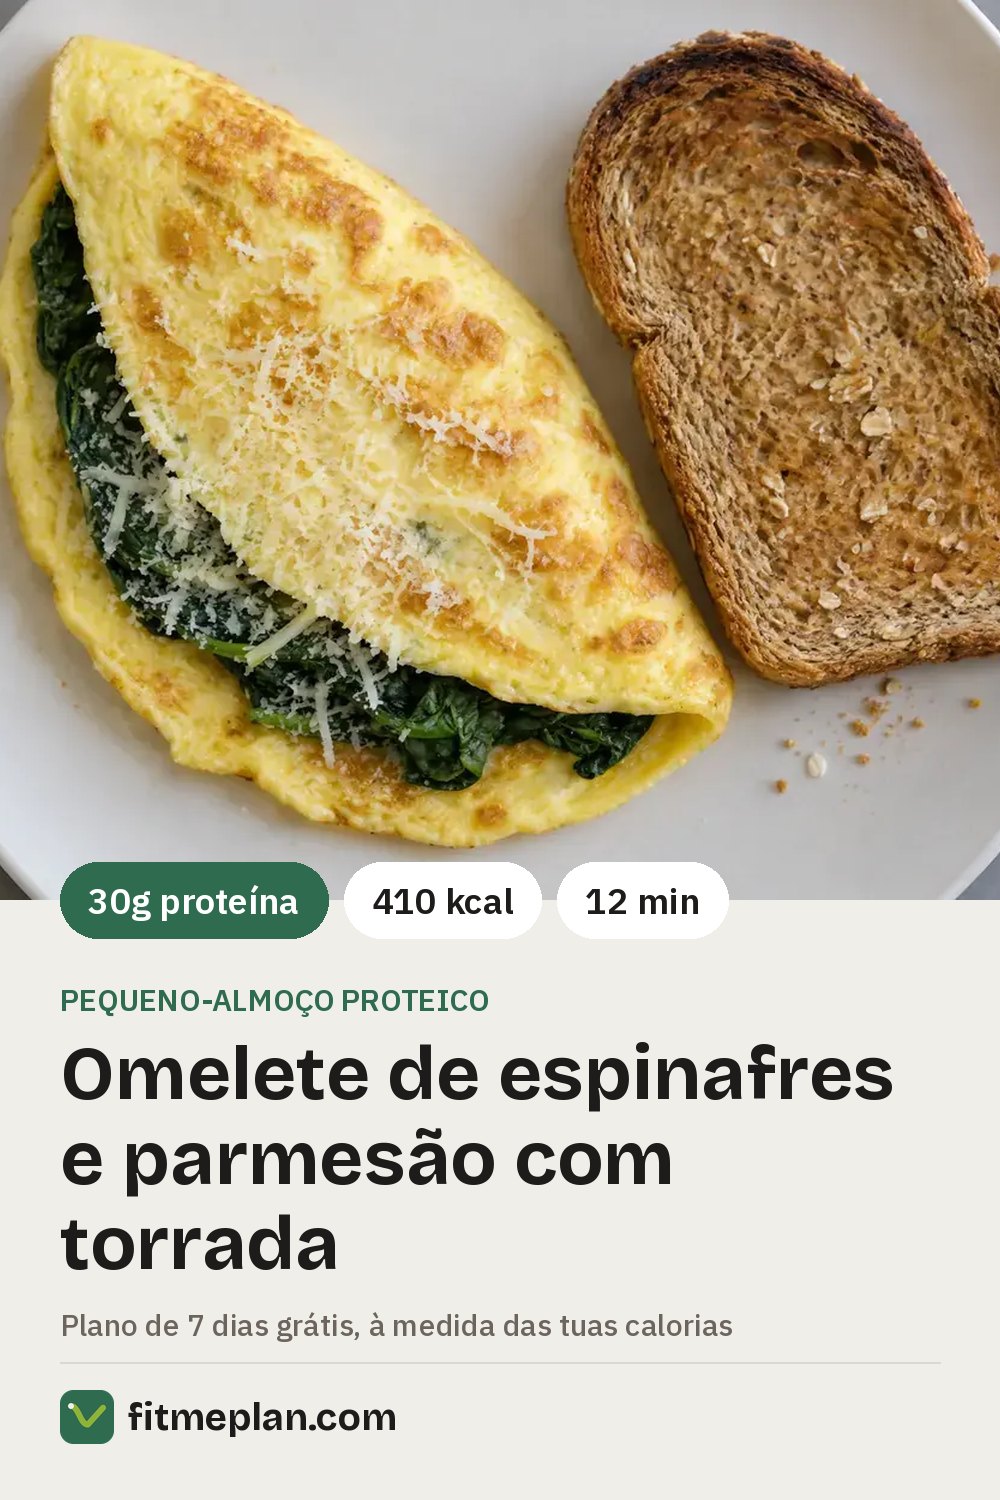 30g proteína
410 kcal
12 min
PEQUENO-ALMOÇO PROTEICO
Omelete de espinafres
e parmesão com
torrada
Plano de 7 dias grátis, à medida das tuas calorias
fitmeplan.com